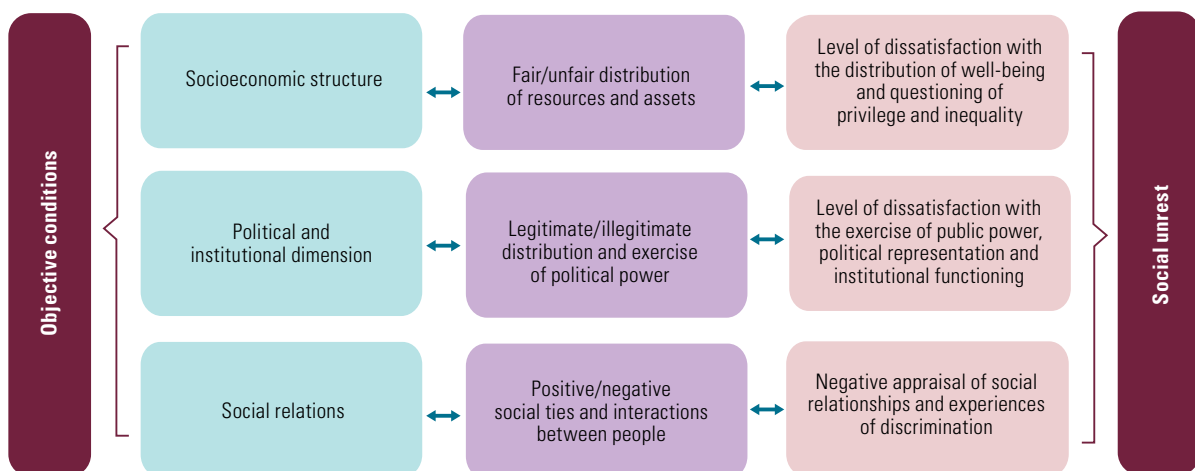 Objective conditions
Socioeconomic structure
Fair/unfair distribution
of resources and assets
Level of dissatisfaction with
the distribution of well-being
and questioning of
privilege and inequality
Political and
institutional dimension
Legitimate/illegitimate
distribution and exercise
of political power
Level of dissatisfaction with
the exercise of public power,
political representation and
institutional functioning
Social relations
Positive/negative
social ties and interactions
between people
Negative appraisal of social
relationships and experiences
of discrimination
Social unrest